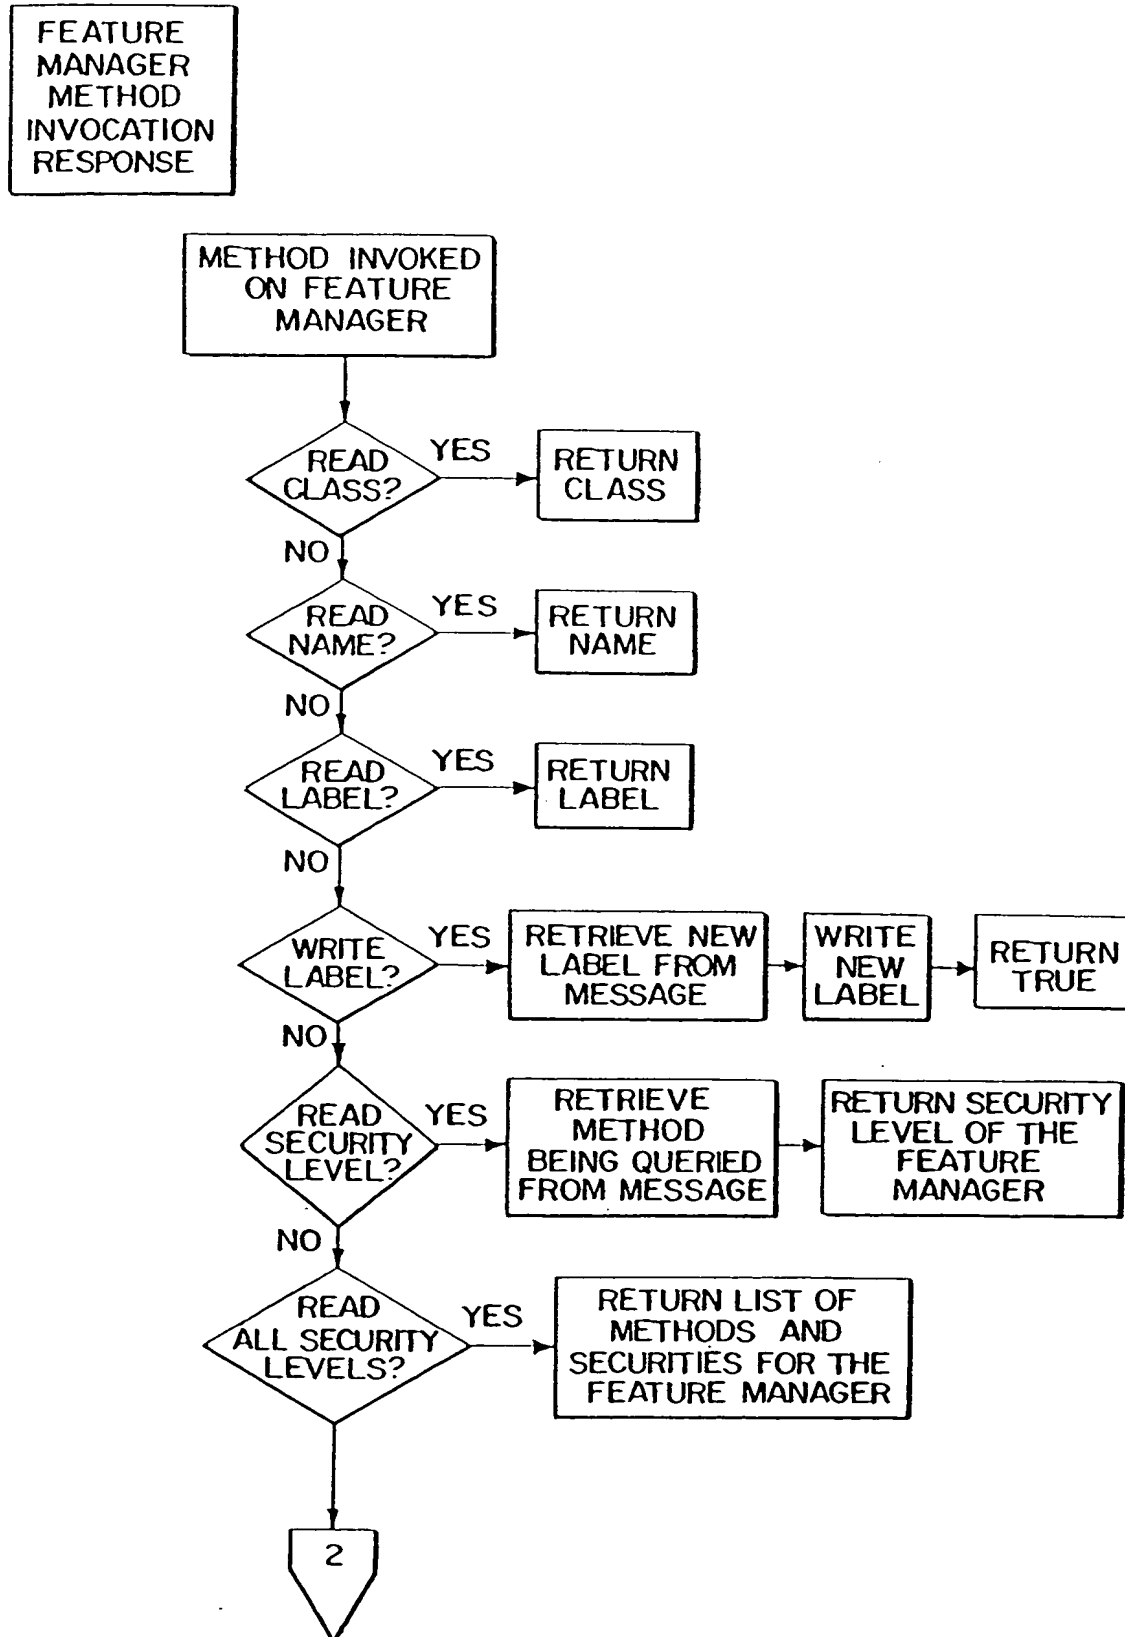 FEATURE
MANAGER
METHOD
INVOCATION
RESPONSE
METHOD INVOKED
ON FEATURE
MANAGER
READ
CLASS?
YES
RETURN
CLASS
NO
READ
NAME?
YES
RETURN
NAME
NO
READ
LABEL?
YES
RETURN
LABEL
NO
WRITE
LABEL?
YES
RETRIEVE NEW
LABEL FROM
MESSAGE
WRITE
NEW
LABEL
RETURN
TRUE
NO
READ
SECURITY
LEVEL?
YES
RETRIEVE
METHOD
BEING QUERIED
FROM MESSAGE
RETURN SECURITY
LEVEL OF THE
FEATURE
MANAGER
NO
READ
ALL SECURITY
LEVELS?
YES
RETURN LIST OF
METHODS AND
SECURITIES FOR THE
FEATURE MANAGER
2